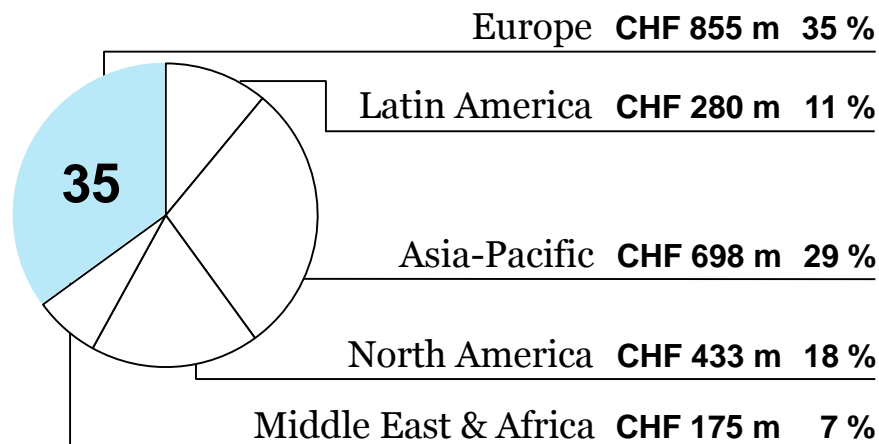 Europe CHF 855 m 35 %
Latin America CHF 280 m 11 %
35
Asia-Pacific CHF 698 m 29 %
North America CHF 433 m 18 %
Middle East & Africa CHF 175 m 7 %